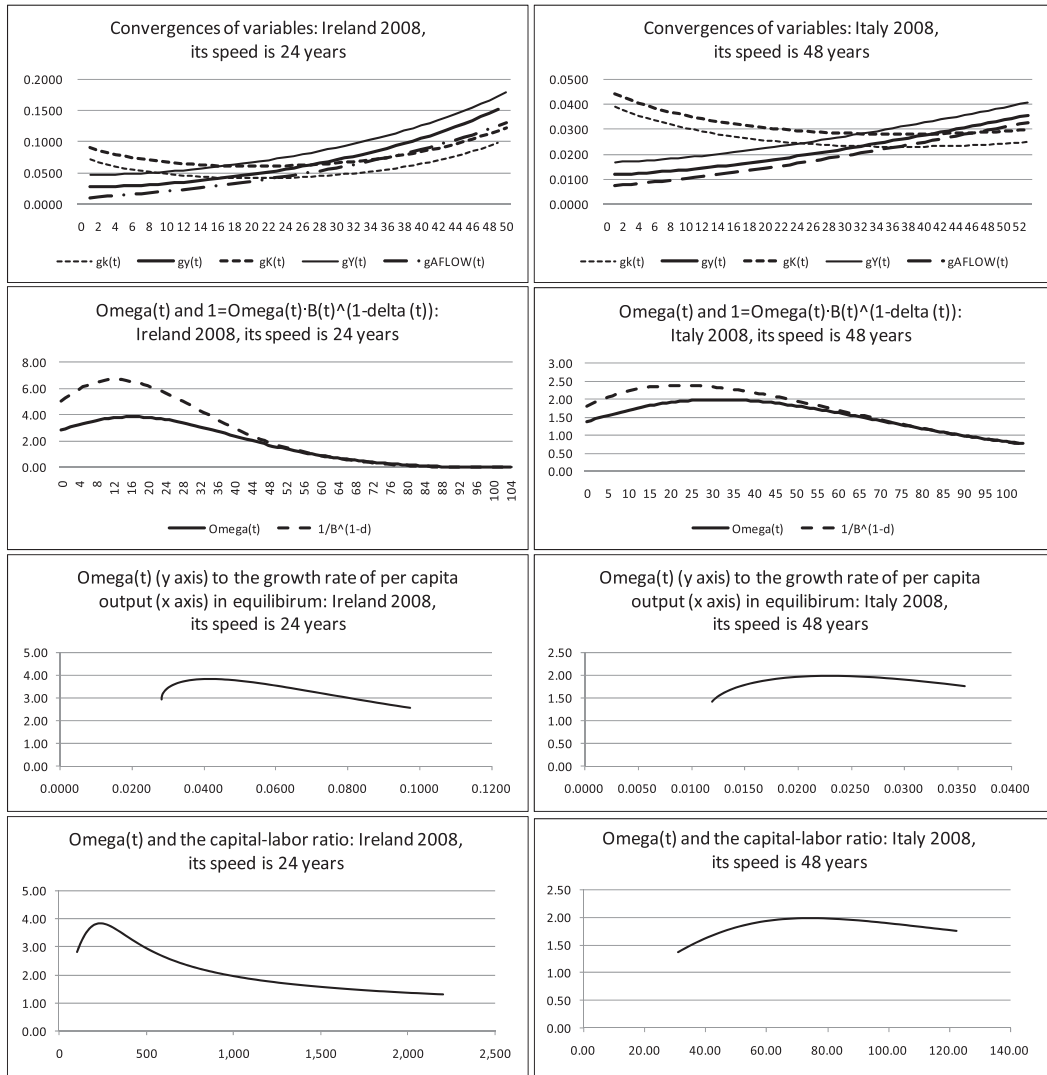 Convergences of variables: Ireland 2008,
its speed is 24 years
0.2000
0.1500
0.1000
0.0500
0.0000
0 2 4 6 8 10 12 14 16 18 20 22 24 26 28 30 32 34 36 38 40 42 44 46 48 50
gk(t) gy(t) gK(t) gY(t) gAFLOW(t)
Convergences of variables: Italy 2008,
its speed is 48 years
0.0500
0.0400
0.0300
0.0200
0.0100
0.0000
0 2 4 6 8 10 12 14 16 18 20 22 24 26 28 30 32 34 36 38 40 42 44 46 48 50 52
gk(t) gy(t) gK(t) gY(t) gAFLOW(t)
Omega(t) and 1=Omega(t)·B(t)^(1-delta (t)):
Ireland 2008, its speed is 24 years
8.00
6.00
4.00
2.00
0.00
0 4 8 12 16 20 24 28 32 36 40 44 48 52 56 60 64 68 72 76 80 84 88 92 96 100 104
Omega(t) 1/B^(1-d)
Omega(t) and 1=Omega(t)·B(t)^(1-delta (t)):
Italy 2008, its speed is 48 years
3.00
2.50
2.00
1.50
1.00
0.50
0.00
0 5 10 15 20 25 30 35 40 45 50 55 60 65 70 75 80 85 90 95 100
Omega(t) 1/B^(1-d)
Omega(t) (y axis) to the growth rate of per capita
output (x axis) in equilibirum: Ireland 2008,
its speed is 24 years
5.00
4.00
3.00
2.00
1.00
0.00
0.0000 0.0200 0.0400 0.0600 0.0800 0.1000 0.1200
Omega(t) (y axis) to the growth rate of per capita
output (x axis) in equilibirum: Italy 2008,
its speed is 48 years
2.50
2.00
1.50
1.00
0.50
0.00
0.0000 0.0050 0.0100 0.0150 0.0200 0.0250 0.0300 0.0350 0.0400
Omega(t) and the capital-labor ratio: Ireland 2008,
its speed is 24 years
5.00
4.00
3.00
2.00
1.00
0.00
0 500 1,000 1,500 2,000 2,500
Omega(t) and the capital-labor ratio: Italy 2008,
its speed is 48 years
2.50
2.00
1.50
1.00
0.50
0.00
0.00 20.00 40.00 60.00 80.00 100.00 120.00 140.00